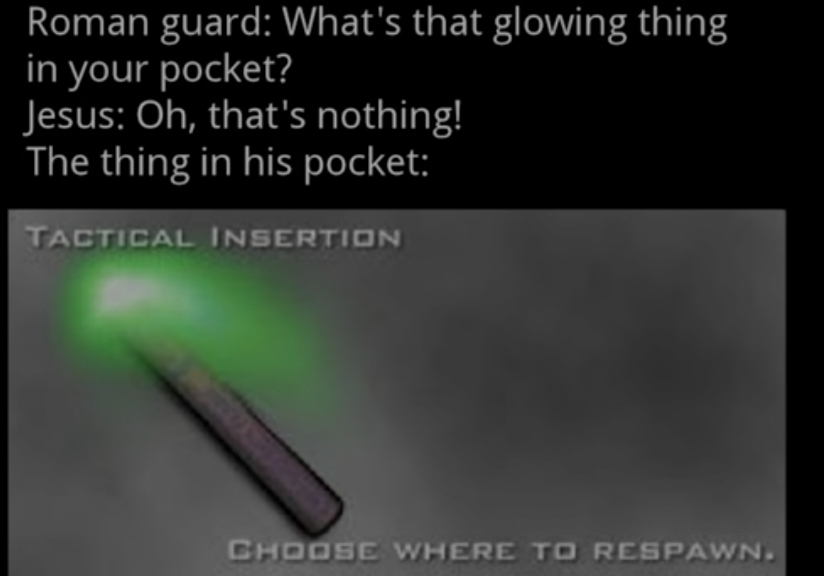 Roman guard: What's that glowing thing
in your pocket?
Jesus: Oh, that's nothing!
The thing in his pocket:
TACTICAL INSERTION
CHOOSE WHERE TO RESPAWN.